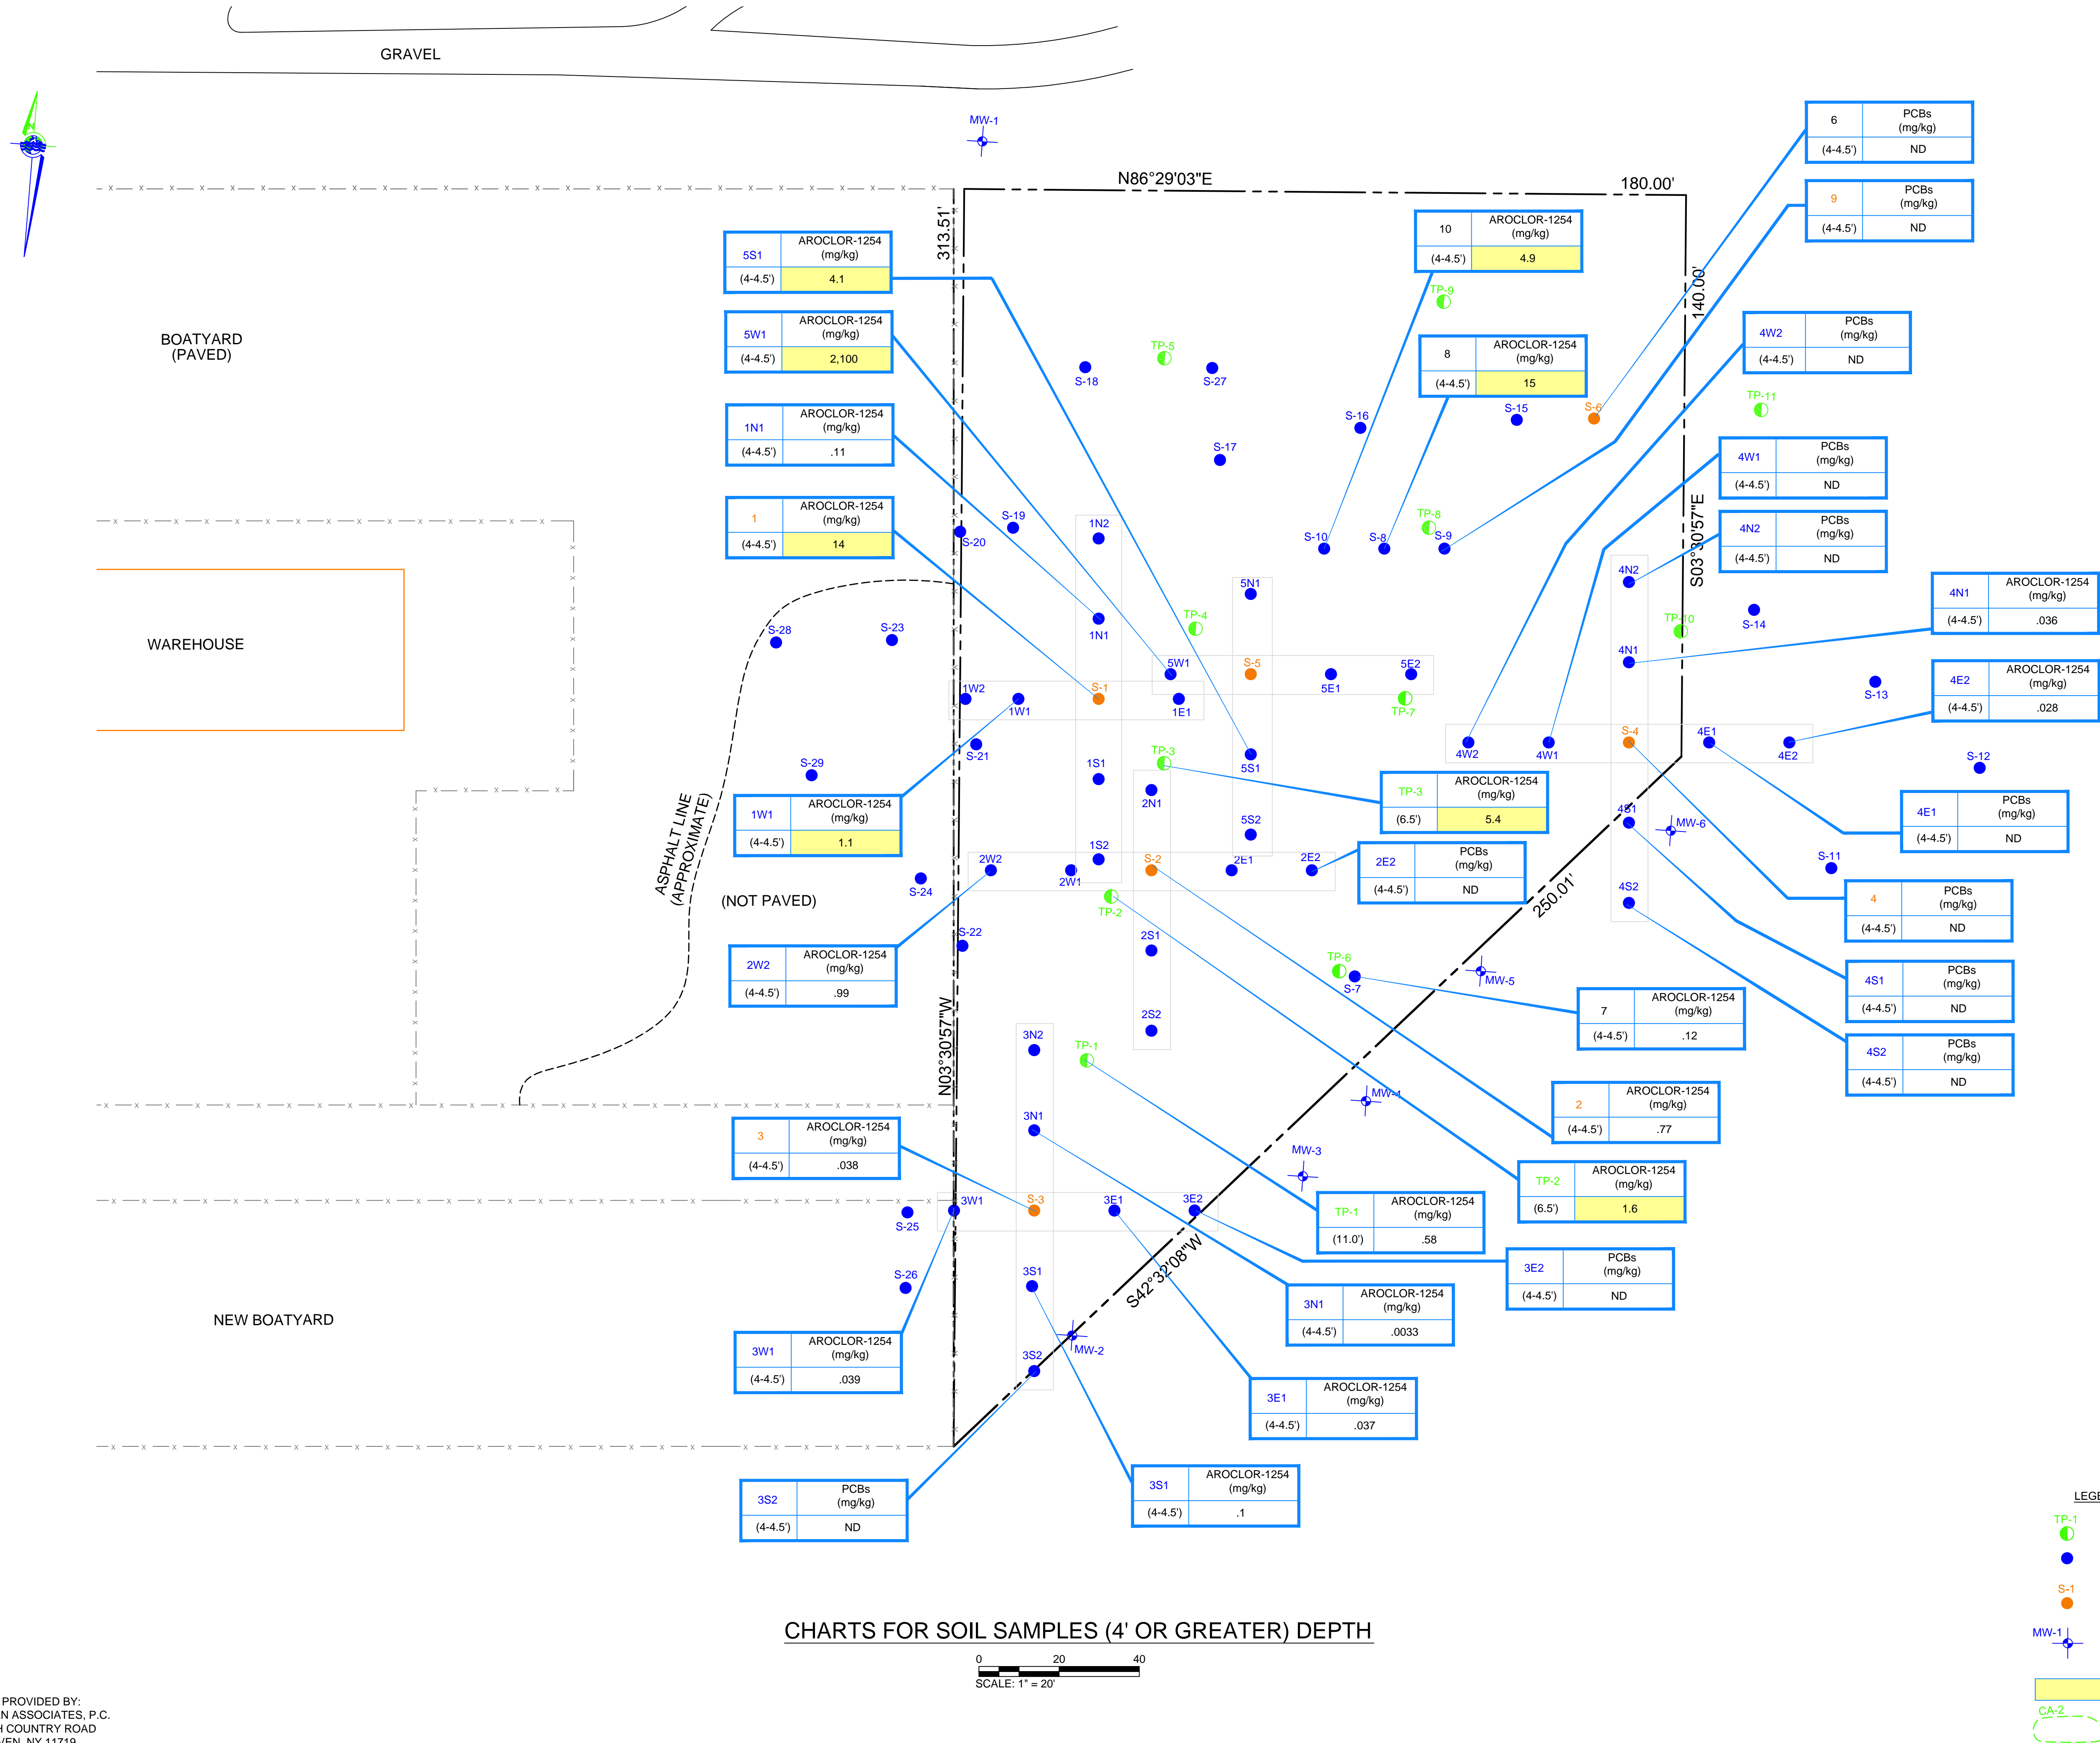 GRAVEL
MW-1
N
N86°29'03"E
180.00'
313.51'
140.00'
S03°30'57"E
6
PCBs
(mg/kg)
(4-4.5')
ND
9
PCBs
(mg/kg)
(4-4.5')
ND
10
AROCLOR-1254
(mg/kg)
(4-4.5')
4.9
5S1
AROCLOR-1254
(mg/kg)
(4-4.5')
4.1
5W1
AROCLOR-1254
(mg/kg)
(4-4.5')
2,100
8
AROCLOR-1254
(mg/kg)
(4-4.5')
15
4W2
PCBs
(mg/kg)
(4-4.5')
ND
BOATYARD
(PAVED)
TP-9
TP-5
S-18
S-27
S-16
S-15
S-6
TP-11
S-17
1N1
AROCLOR-1254
(mg/kg)
(4-4.5')
.11
4W1
PCBs
(mg/kg)
(4-4.5')
ND
1
AROCLOR-1254
(mg/kg)
(4-4.5')
14
4N2
PCBs
(mg/kg)
(4-4.5')
ND
S-19
S-20
1N2
S-10
S-8
TP-8
S-9
4N2
5N1
4N1
AROCLOR-1254
(mg/kg)
(4-4.5')
.036
WAREHOUSE
S-28
S-23
1N1
TP-4
TP-10
S-14
4N1
5W1
S-5
5E1
5E2
1W2
1W1
S-1
1E1
TP-7
S-13
4E2
AROCLOR-1254
(mg/kg)
(4-4.5')
.028
S-21
TP-3
5S1
4W2
4W1
S-4
4E1
4E2
S-12
S-29
1S1
2N1
TP-3
AROCLOR-1254
(mg/kg)
(6.5')
5.4
4S1
MW-6
1W1
AROCLOR-1254
(mg/kg)
(4-4.5')
1.1
ASPHALT LINE
(APPROXIMATE)
5S2
4E1
PCBs
(mg/kg)
(4-4.5')
ND
S-24
2W2
2W1
1S2
S-2
2E1
2E2
2E2
PCBs
(mg/kg)
(4-4.5')
ND
S-11
(NOT PAVED)
TP-2
250.01'
4S2
4
PCBs
(mg/kg)
(4-4.5')
ND
S-22
2S1
2W2
AROCLOR-1254
(mg/kg)
(4-4.5')
.99
TP-6
S-7
MW-5
4S1
PCBs
(mg/kg)
(4-4.5')
ND
7
AROCLOR-1254
(mg/kg)
(4-4.5')
.12
N03°30'57"W
2S2
3N2
TP-1
4S2
PCBs
(mg/kg)
(4-4.5')
ND
MW-4
2
AROCLOR-1254
(mg/kg)
(4-4.5')
.77
3
AROCLOR-1254
(mg/kg)
(4-4.5')
.038
3N1
MW-3
TP-2
AROCLOR-1254
(mg/kg)
(6.5')
1.6
S-25
3W1
S-3
3E1
3E2
TP-1
AROCLOR-1254
(mg/kg)
(11.0')
.58
S42°32'08"W
S-26
3S1
3E2
PCBs
(mg/kg)
(4-4.5')
ND
NEW BOATYARD
3N1
AROCLOR-1254
(mg/kg)
(4-4.5')
.0033
3W1
AROCLOR-1254
(mg/kg)
(4-4.5')
.039
3S2
MW-2
3E1
AROCLOR-1254
(mg/kg)
(4-4.5')
.037
3S2
PCBs
(mg/kg)
(4-4.5')
ND
3S1
AROCLOR-1254
(mg/kg)
(4-4.5')
.1
LEGE
TP-1
S-1
MW-1
CA-2
CHARTS FOR SOIL SAMPLES (4' OR GREATER) DEPTH
0 20 40
SCALE: 1" = 20'
PROVIDED BY:
N ASSOCIATES, P.C.
H COUNTRY ROAD
VEN, NY 11719